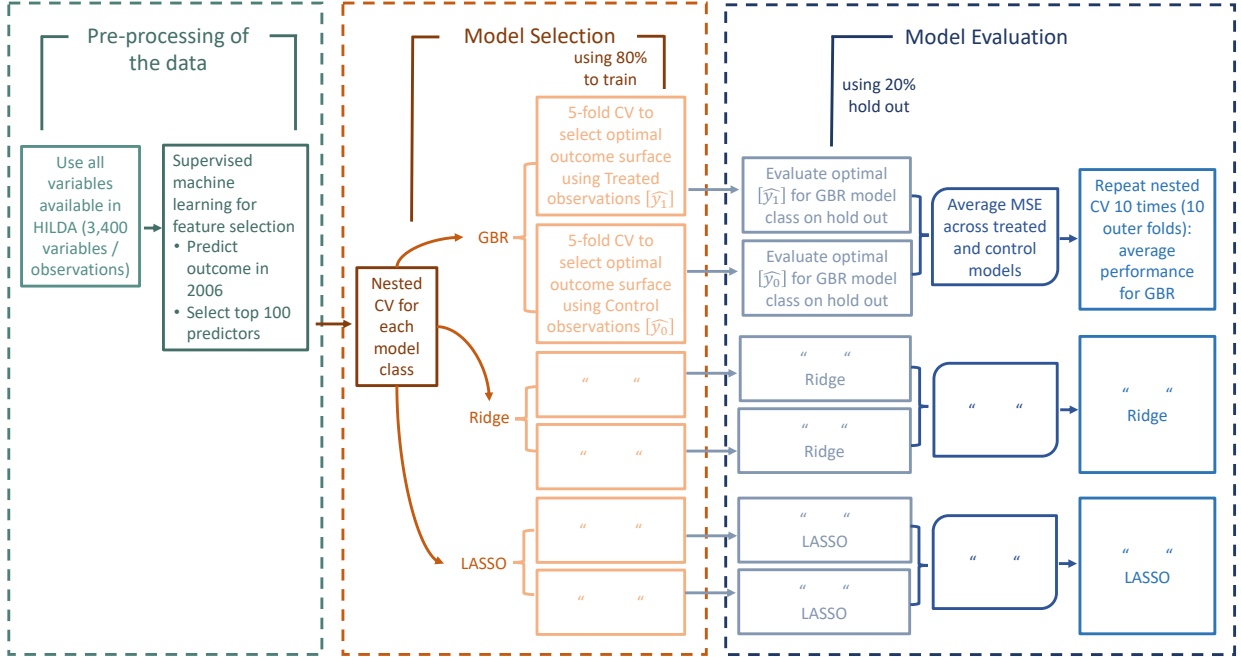 Pre-processing of
the data
Use all
variables
available in
HILDA (3,400
variables /
observations)
Supervised
machine
learning for
feature selection
• Predict
outcome in
2006
• Select top 100
predictors
Model Selection
using 80%
to train
Nested
CV for
each
model
class
GBR
5-fold CV to
select optimal
outcome surface
using Treated
observations [ŷ₁]
5-fold CV to
select optimal
outcome surface
using Control
observations [ŷ₀]
Ridge
“ “
“ “
LASSO
“ “
“ “
Model Evaluation
using 20%
hold out
Evaluate optimal
[ŷ₁] for GBR model
class on hold out
Evaluate optimal
[ŷ₀] for GBR model
class on hold out
Average MSE
across treated
and control
models
Repeat nested
CV 10 times (10
outer folds):
average
performance
for GBR
“ “
Ridge
“ “
Ridge
“ “
“ “
Ridge
“ “
LASSO
“ “
LASSO
“ “
“ “
LASSO